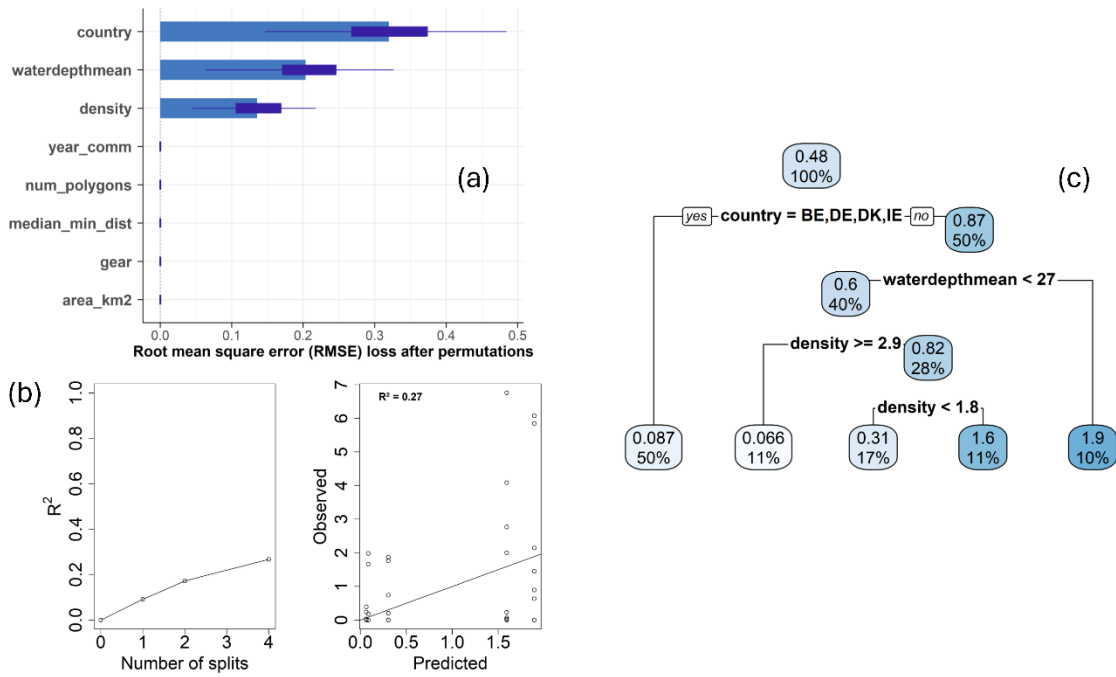 country
waterdepthmean
density
year_comm
num_polygons
median_min_dist
gear
area_km2
0.0 0.1 0.2 0.3 0.4 0.5
Root mean square error (RMSE) loss after permutations
(a)
(b)
R²
0.0 0.2 0.4 0.6 0.8 1.0
0 1 2 3 4
Number of splits
R² = 0.27
Observed
0 1 2 3 4 5 6 7
0.0 0.5 1.0 1.5
Predicted
(c)
0.48
100%
yes country = BE,DE,DK,IE no
0.87
50%
waterdepthmean < 27
0.6
40%
density >= 2.9
0.82
28%
density < 1.8
0.087
50%
0.066
11%
0.31
17%
1.6
11%
1.9
10%